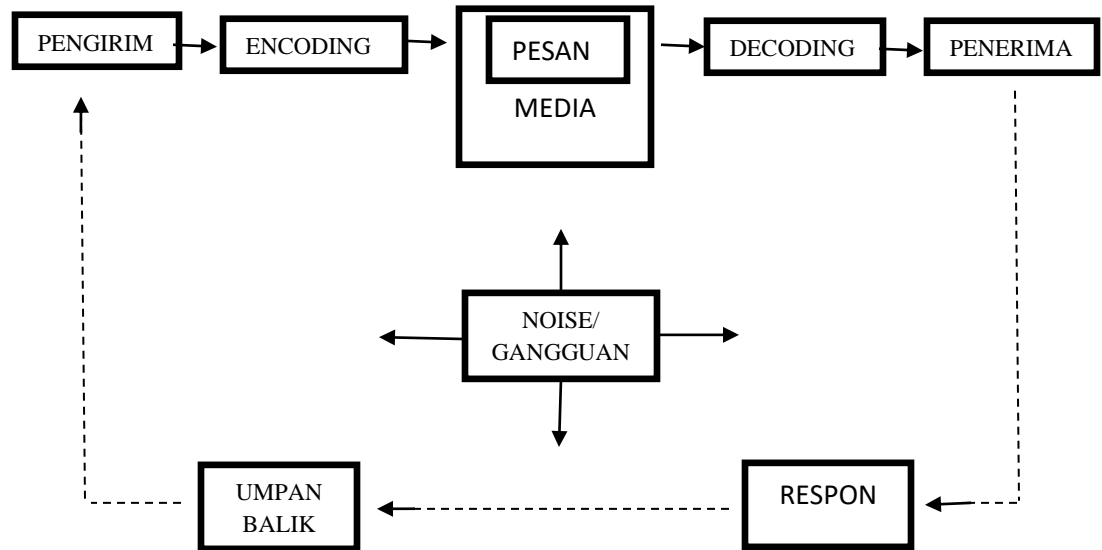 PENGIRIM
ENCODING
PESAN
MEDIA
DECODING
PENERIMA
NOISE/
GANGGUAN
UMPAN
BALIK
RESPON